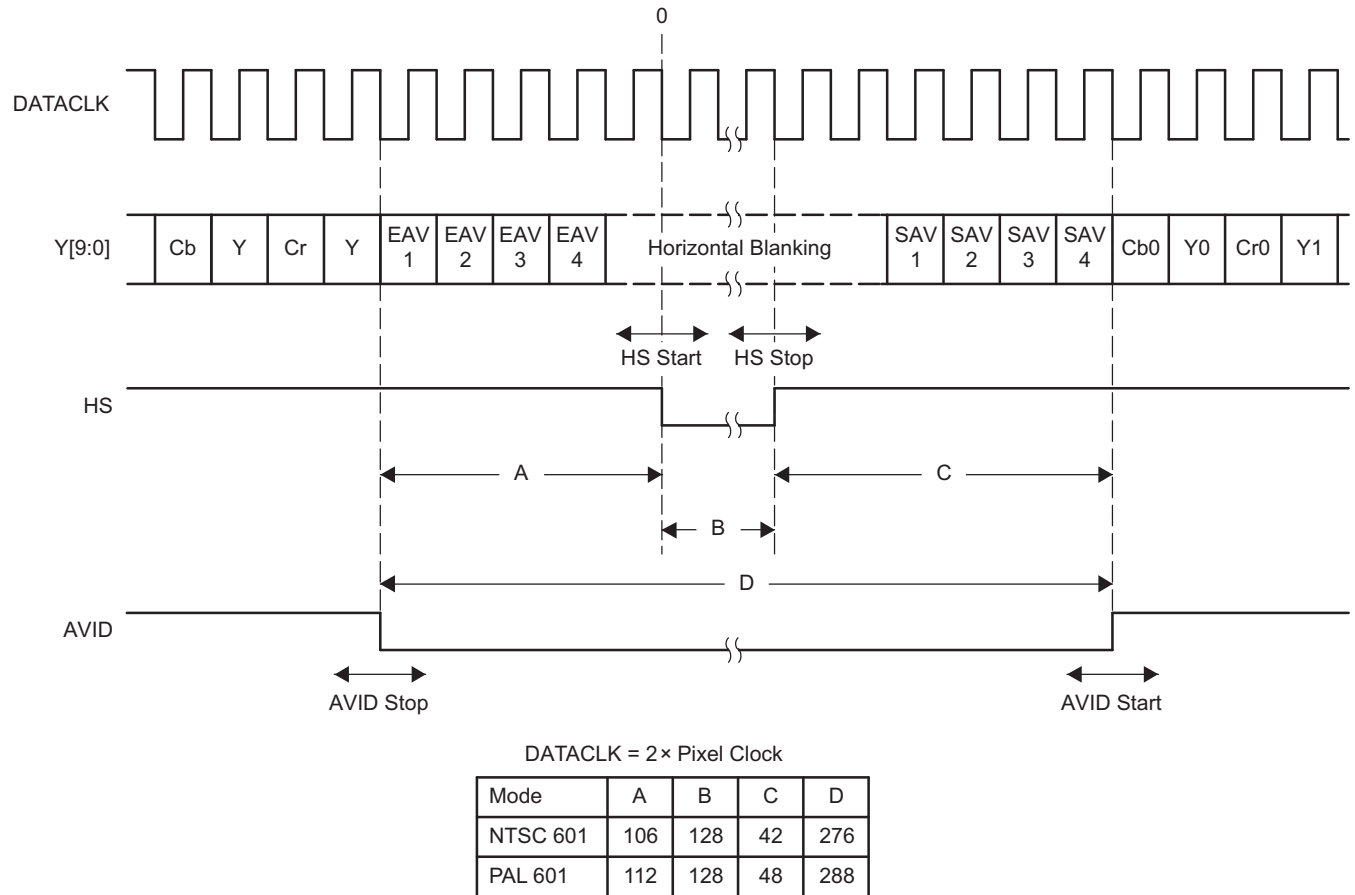 0
DATACLK
Y[9:0]
Cb Y Cr Y EAV 1 EAV 2 EAV 3 EAV 4 Horizontal Blanking SAV 1 SAV 2 SAV 3 SAV 4 Cb0 Y0 Cr0 Y1
HS Start HS Stop
HS
A C
B
D
AVID
AVID Stop AVID Start
DATACLK = 2× Pixel Clock
Mode A B C D
NTSC 601 106 128 42 276
PAL 601 112 128 48 288